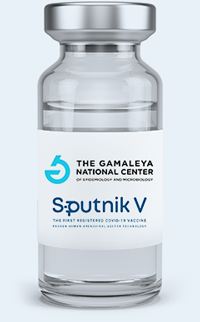 THE GAMALEYA
NATIONAL CENTER
OF EPIDEMIOLOGY AND MICROBIOLOGY
Sputnik V
THE FIRST REGISTERED COVID-19 VACCINE
PROVEN HUMAN ADENOVIRAL VECTOR TECHNOLOGY